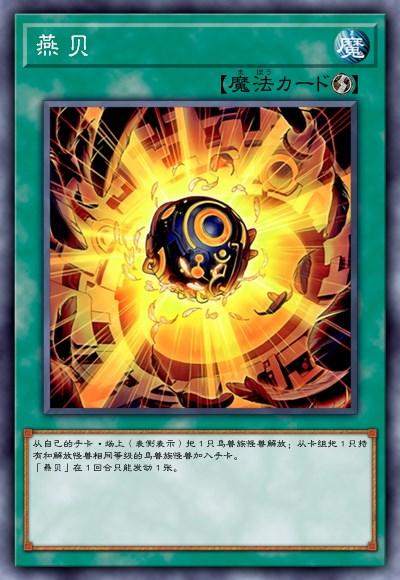 燕贝
魔
【魔法カード】
まほう
从自己的手卡·场上（表侧表示）把1只鸟兽族怪兽解放；从卡组把1只持
有和解放怪兽相同等级的鸟兽族怪兽加入手卡。
「燕贝」在1回合只能发动1张。